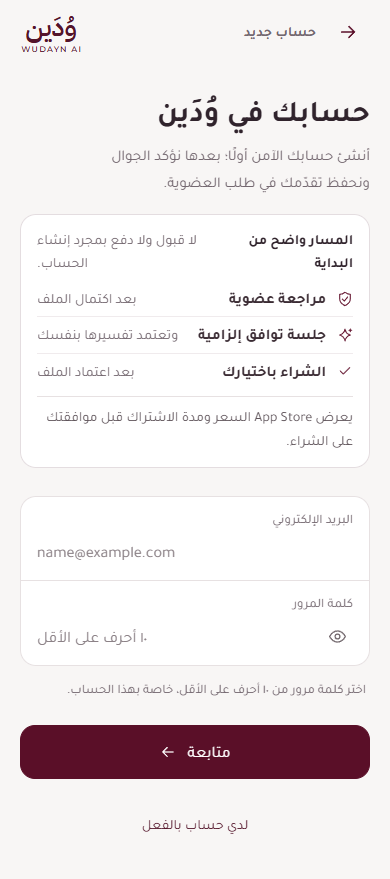 حساب جديد
وُدَين
WUDAYN AI
حسابك في وُدَين
أنشئ حسابك الآمن أولًا؛ بعدها نؤكد الجوال
ونحفظ تقدّمك في طلب العضوية.
المسار واضح من البداية
لا قبول ولا دفع بمجرد إنشاء الحساب.
مراجعة عضوية
بعد اكتمال الملف
جلسة توافق إلزامية
وتعتمد تفسيرها بنفسك
الشراء باختيارك
بعد اعتماد الملف
يعرض App Store السعر ومدة الاشتراك قبل موافقتك
على الشراء.
البريد الإلكتروني
name@example.com
كلمة المرور
١٠ أحرف على الأقل
اختر كلمة مرور من ١٠ أحرف على الأقل، خاصة بهذا الحساب.
متابعة
لدي حساب بالفعل